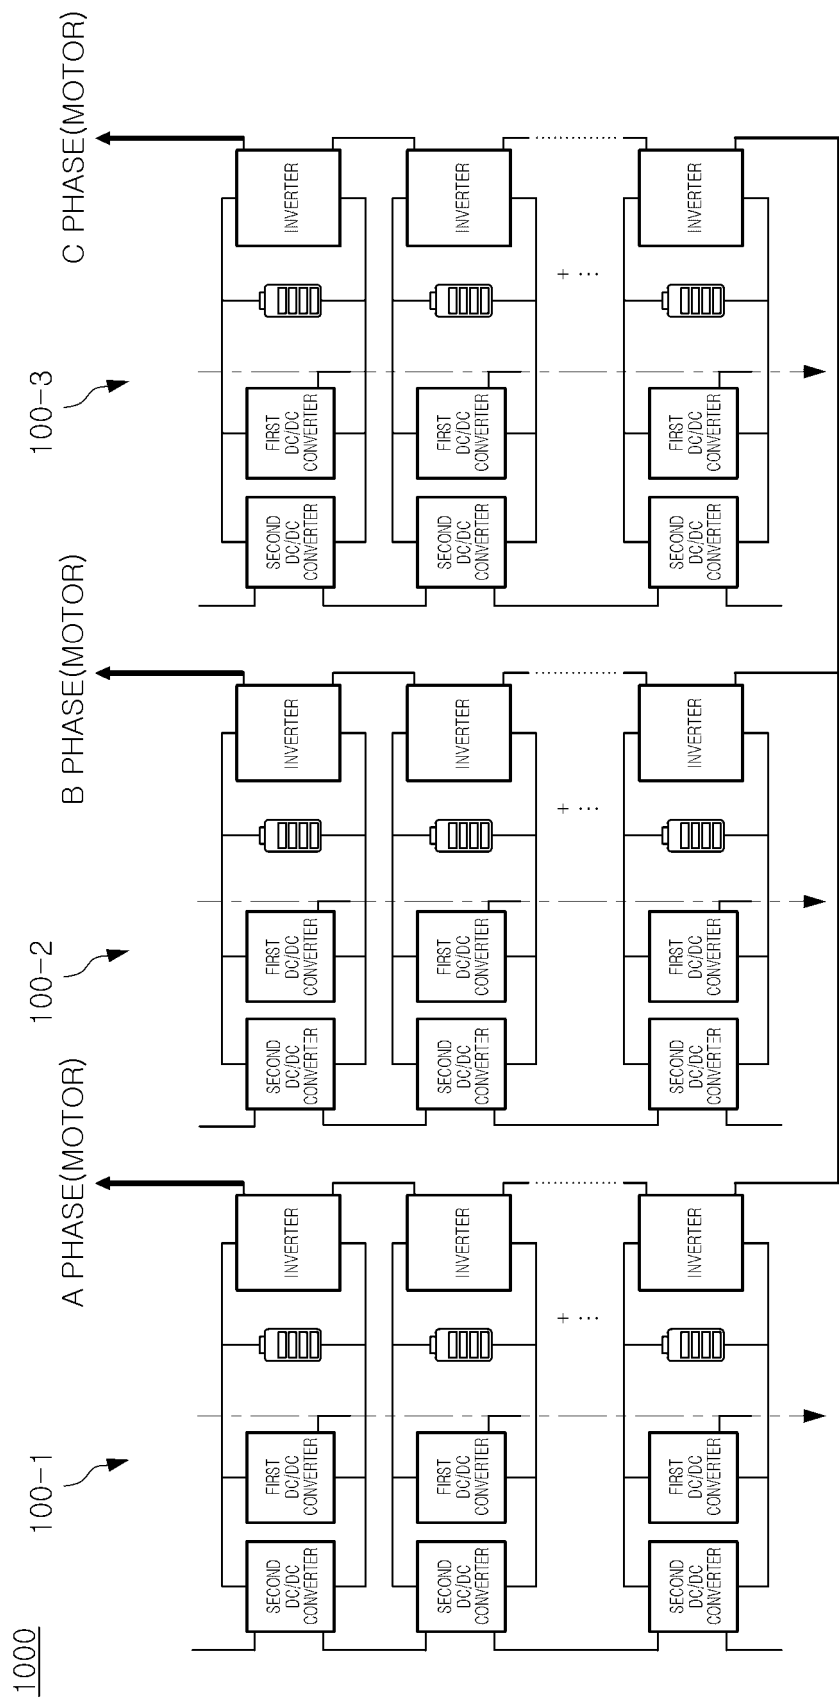 1000
100-1
A PHASE(MOTOR)
100-2
B PHASE(MOTOR)
100-3
C PHASE(MOTOR)
SECOND
DC/DC
CONVERTER
FIRST
DC/DC
CONVERTER
INVERTER
SECOND
DC/DC
CONVERTER
FIRST
DC/DC
CONVERTER
INVERTER
SECOND
DC/DC
CONVERTER
FIRST
DC/DC
CONVERTER
INVERTER
SECOND
DC/DC
CONVERTER
FIRST
DC/DC
CONVERTER
INVERTER
SECOND
DC/DC
CONVERTER
FIRST
DC/DC
CONVERTER
INVERTER
SECOND
DC/DC
CONVERTER
FIRST
DC/DC
CONVERTER
INVERTER
+ ...
+ ...
+ ...
SECOND
DC/DC
CONVERTER
FIRST
DC/DC
CONVERTER
INVERTER
SECOND
DC/DC
CONVERTER
FIRST
DC/DC
CONVERTER
INVERTER
SECOND
DC/DC
CONVERTER
FIRST
DC/DC
CONVERTER
INVERTER